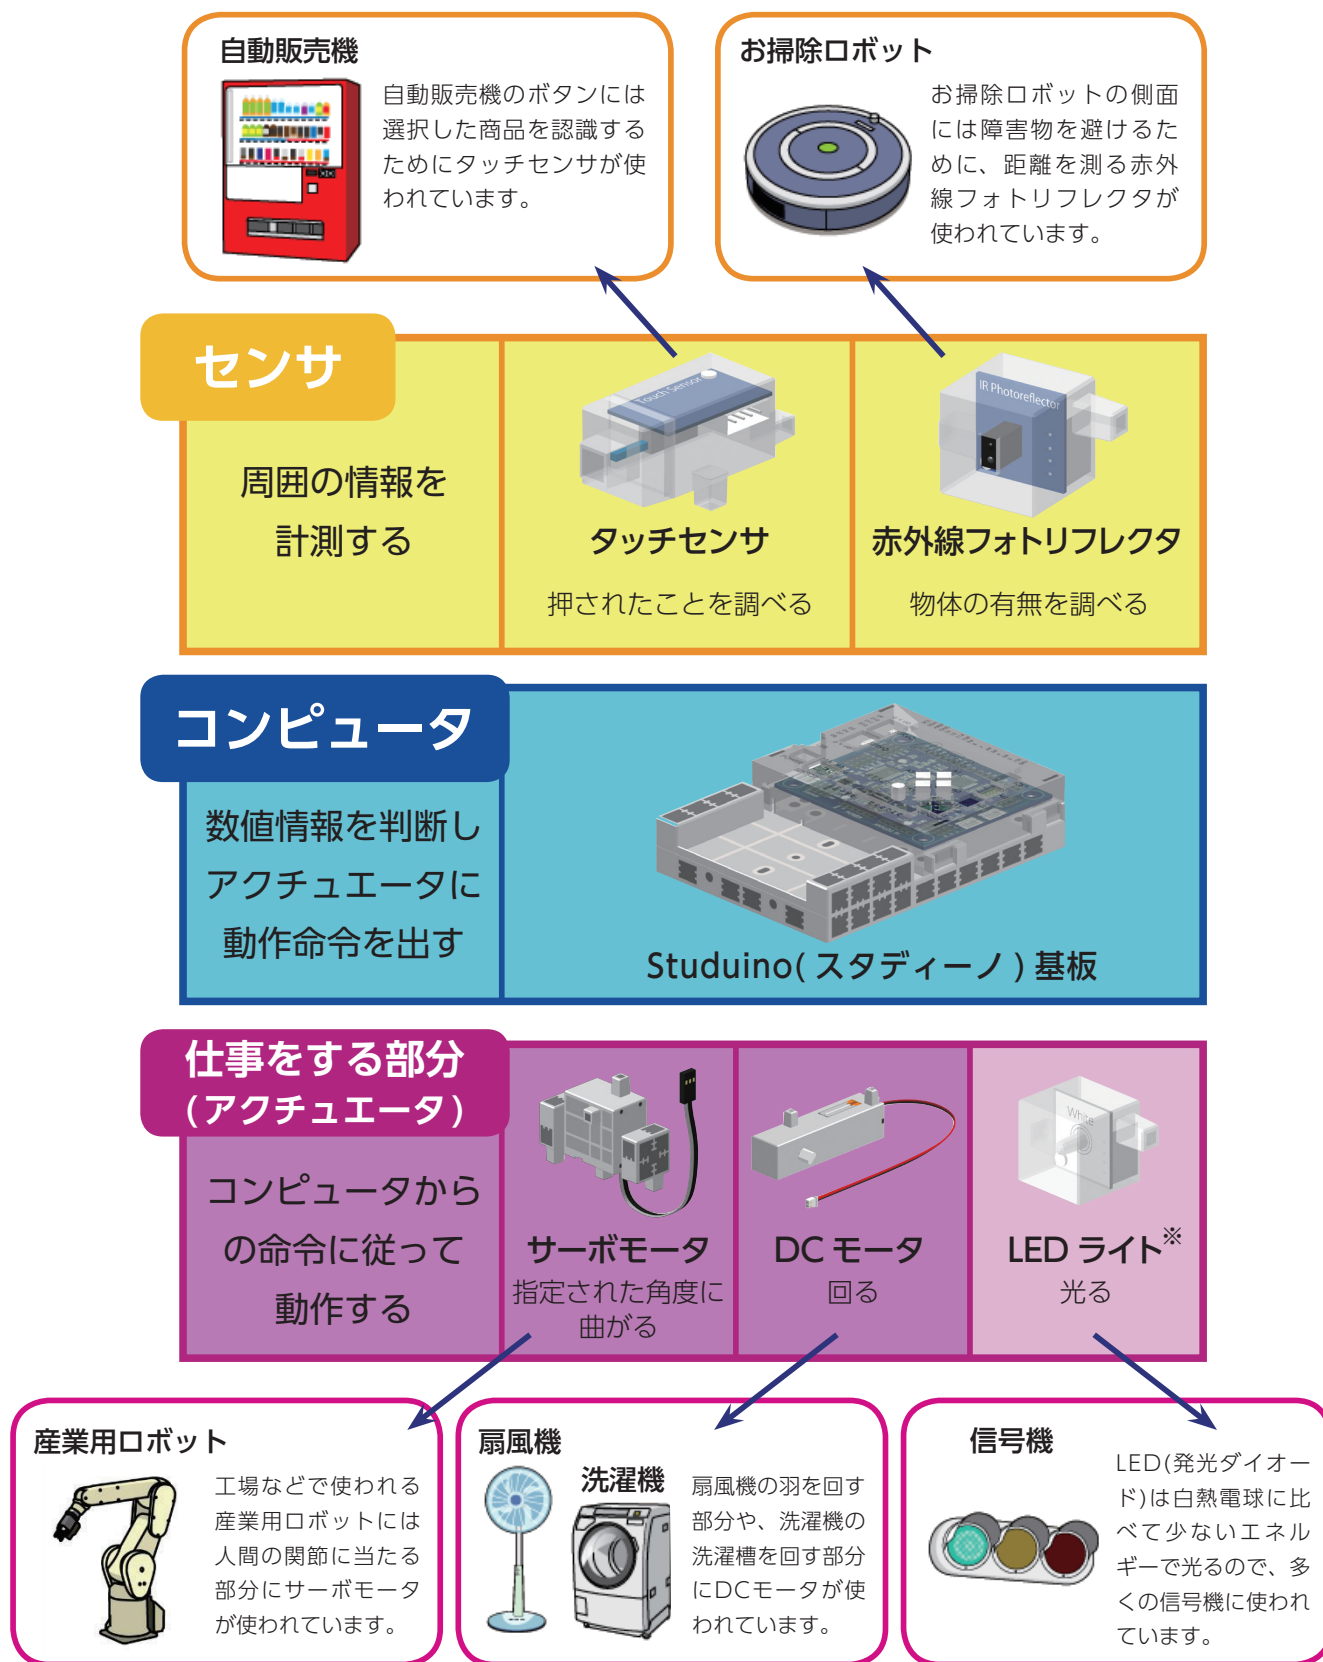 自動販売機
自動販売機のボタンには
選択した商品を認識する
ためにタッチセンサが使
われています。
お掃除ロボット
お掃除ロボットの側面
には障害物を避けるた
めに、距離を測る赤外
線フォトリフレクタが
使われています。
センサ
周囲の情報を
計測する
Touch Sensor
タッチセンサ
押されたことを調べる
IR Photoreflector
赤外線フォトリフレクタ
物体の有無を調べる
コンピュータ
数値情報を判断し
アクチュエータに
動作命令を出す
Studuino(スタディーノ)基板
仕事をする部分
(アクチュエータ)
コンピュータから
の命令に従って
動作する
サーボモータ
指定された角度に
曲がる
DCモータ
回る
White
LEDライト※
光る
産業用ロボット
工場などで使われる
産業用ロボットには
人間の関節に当たる
部分にサーボモータ
が使われています。
扇風機
洗濯機
扇風機の羽を回す
部分や、洗濯機の
洗濯槽を回す部分
にDCモータが使
われています。
信号機
LED(発光ダイオー
ド)は白熱電球に比
べて少ないエネル
ギーで光るので、多
くの信号機に使われ
ています。